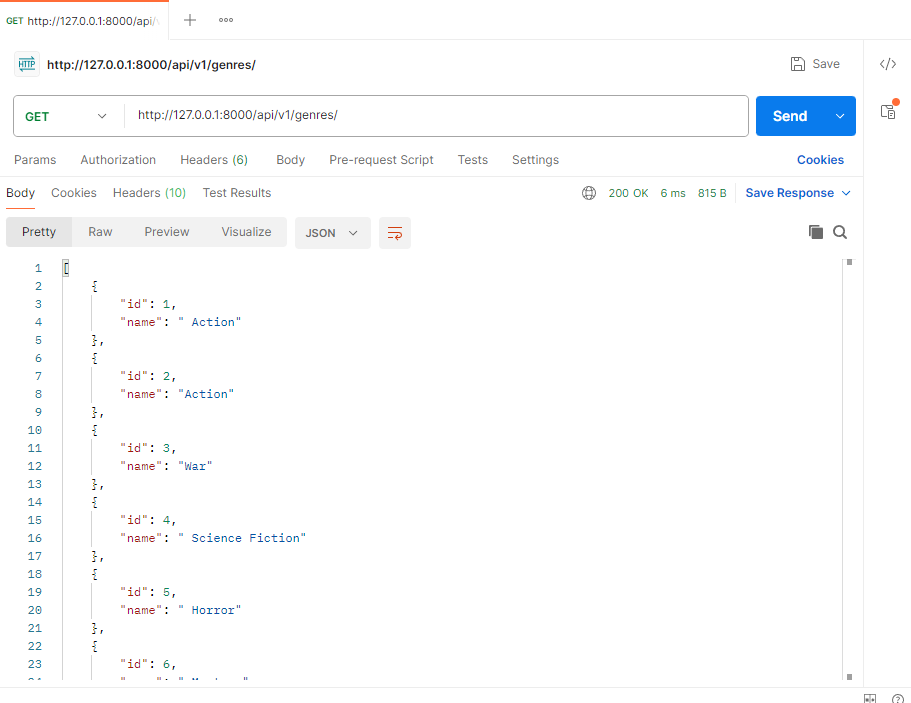 GET http://127.0.0.1:8000/api/
HTTP http://127.0.0.1:8000/api/v1/genres/ Save </>
GET http://127.0.0.1:8000/api/v1/genres/ Send
Params Authorization Headers (6) Body Pre-request Script Tests Settings Cookies
Body Cookies Headers (10) Test Results 200 OK 6 ms 815 B Save Response
Pretty Raw Preview Visualize JSON
1 [
2 {
3 "id": 1,
4 "name": " Action"
5 },
6 {
7 "id": 2,
8 "name": "Action"
9 },
10 {
11 "id": 3,
12 "name": "War"
13 },
14 {
15 "id": 4,
16 "name": " Science Fiction"
17 },
18 {
19 "id": 5,
20 "name": " Horror"
21 },
22 {
23 "id": 6,